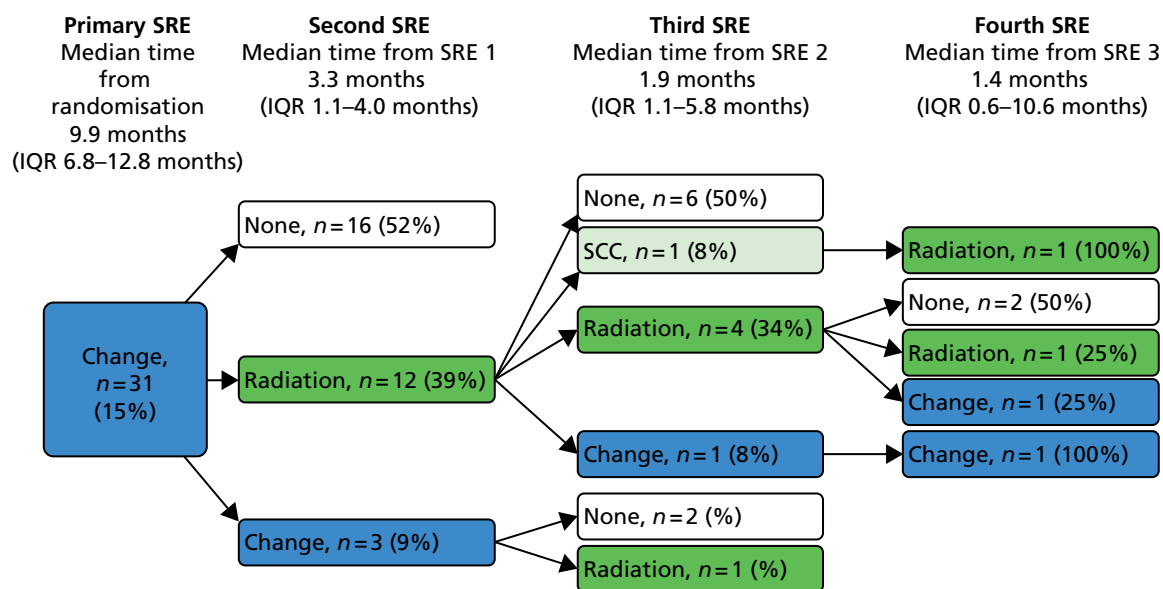 Primary SRE
Median time
from
randomisation
9.9 months
(IQR 6.8–12.8 months)
Second SRE
Median time from SRE 1
3.3 months
(IQR 1.1–4.0 months)
Third SRE
Median time from SRE 2
1.9 months
(IQR 1.1–5.8 months)
Fourth SRE
Median time from SRE 3
1.4 months
(IQR 0.6–10.6 months)
Change,
n=31
(15%)
None, n=16 (52%)
Radiation, n=12 (39%)
Change, n=3 (9%)
None, n=6 (50%)
SCC, n=1 (8%)
Radiation, n=4 (34%)
Change, n=1 (8%)
None, n=2 (%)
Radiation, n=1 (%)
Radiation, n=1 (100%)
None, n=2 (50%)
Radiation, n=1 (25%)
Change, n=1 (25%)
Change, n=1 (100%)